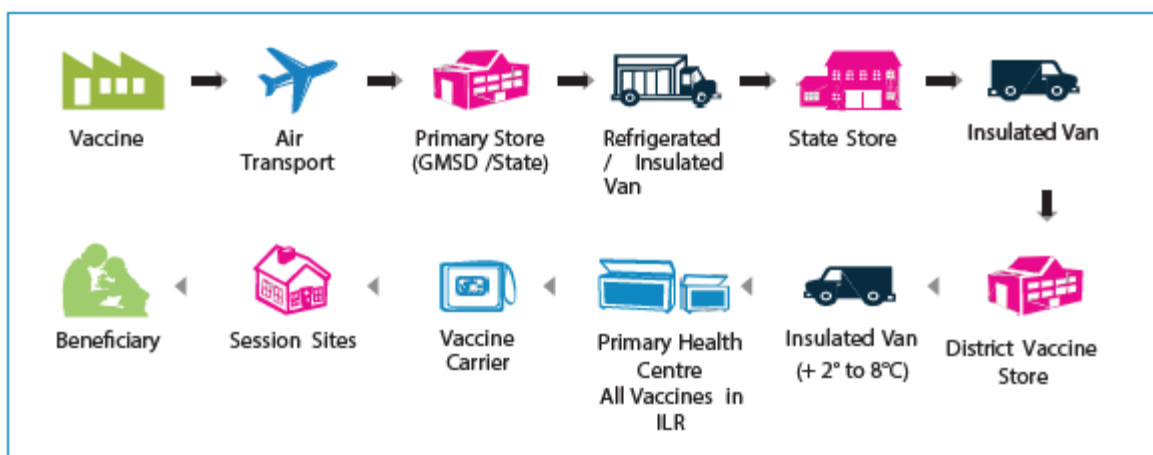 Vaccine
Air
Transport
Primary Store
(GMSD /State)
Refrigerated
/ Insulated
Van
State Store
Insulated Van
Beneficiary
Session Sites
Vaccine
Carrier
Primary Health
Centre
All Vaccines in
ILR
Insulated Van
(+ 2° to 8°C)
District Vaccine
Store